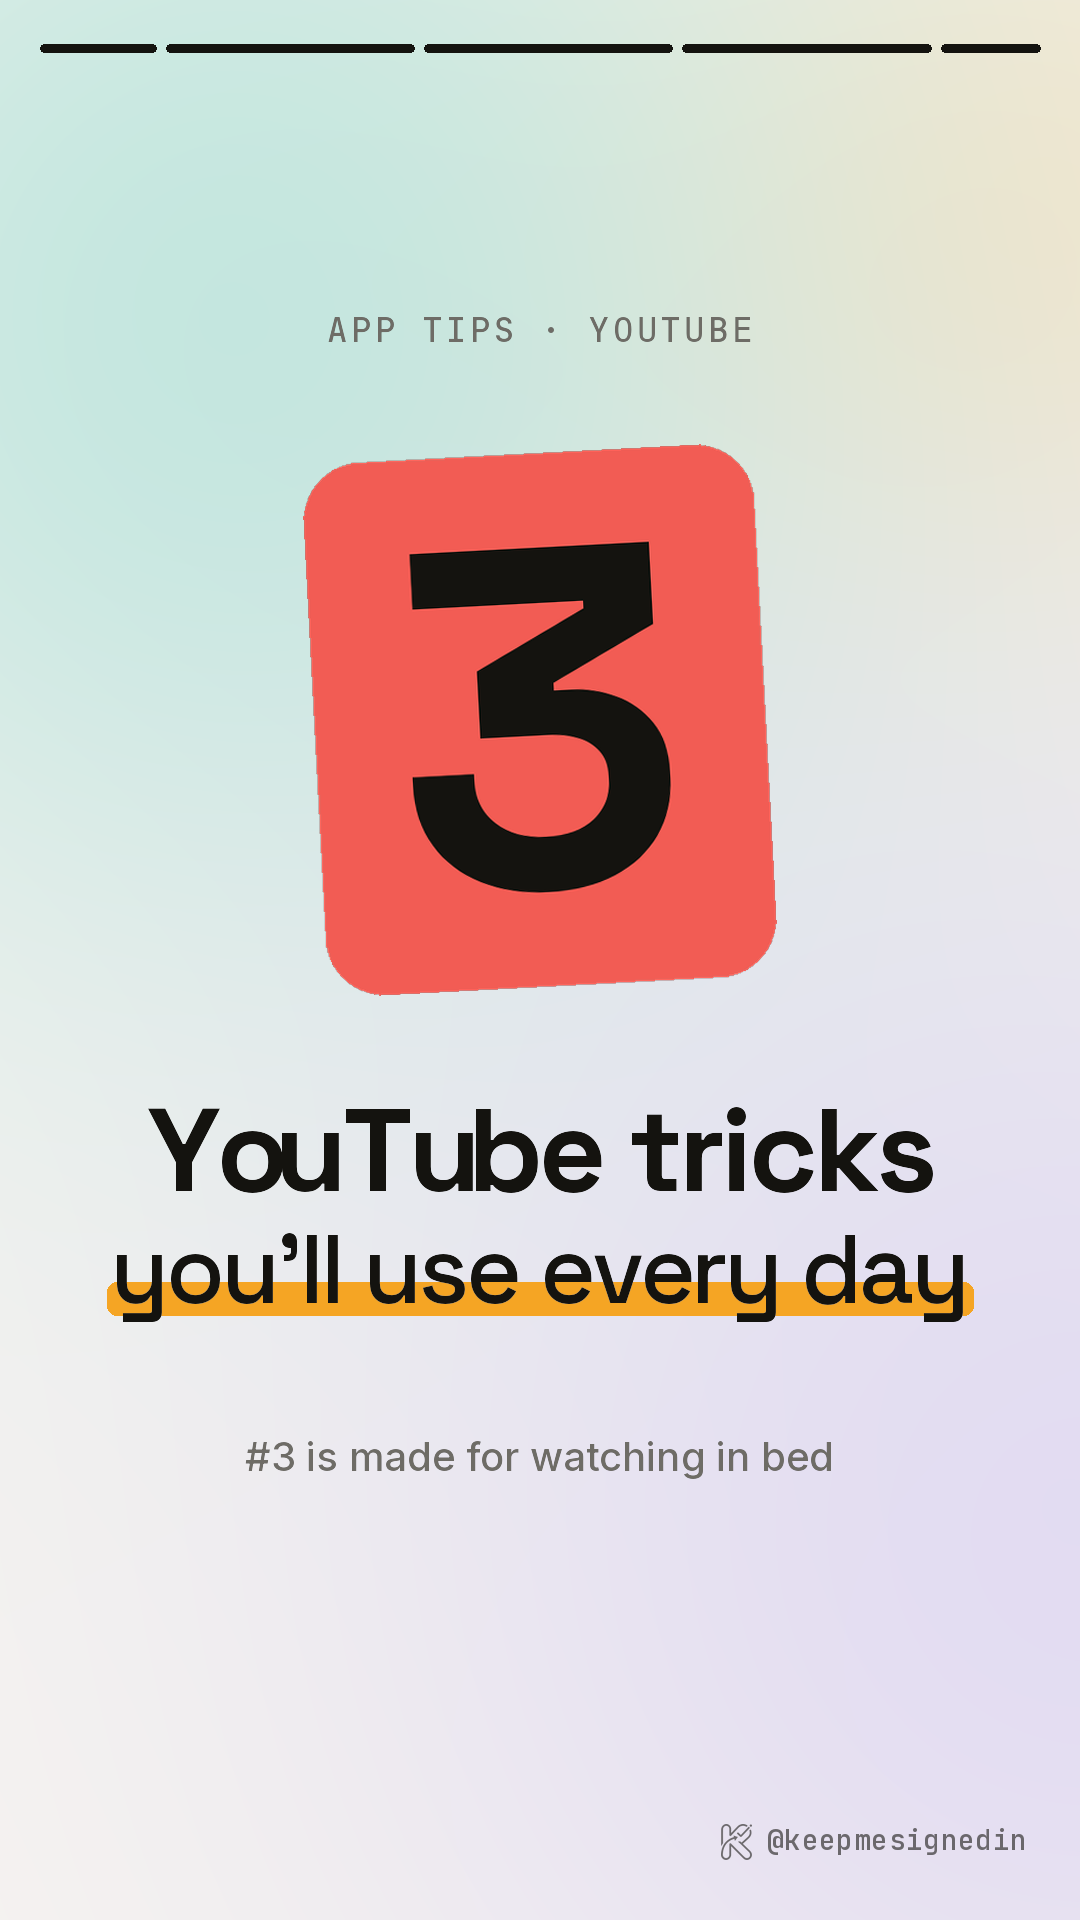 APP TIPS · YOUTUBE
3
YouTube tricks
you’ll use every day
#3 is made for watching in bed
@keepmesignedin